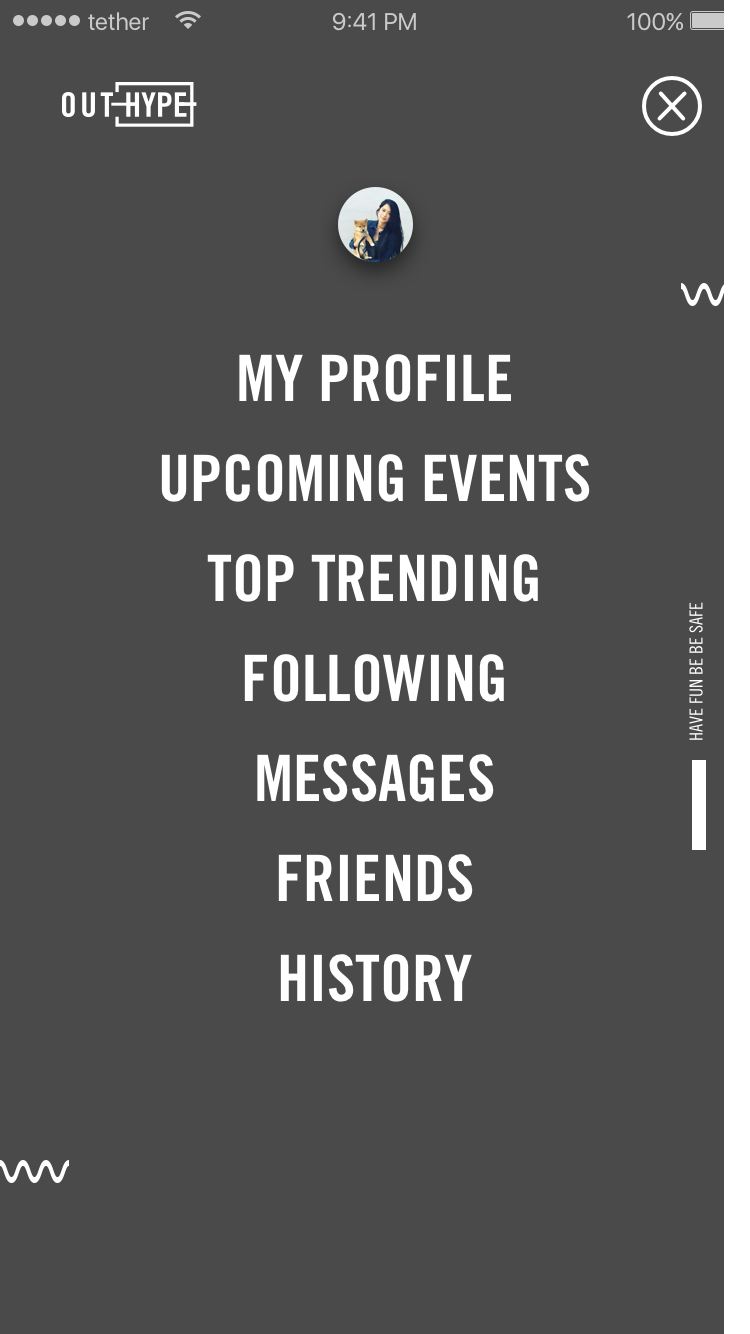 tether 9:41 PM 100%
OUT HYPE
MY PROFILE
UPCOMING EVENTS
TOP TRENDING
FOLLOWING
HAVE FUN BE BE SAFE
MESSAGES
FRIENDS
HISTORY